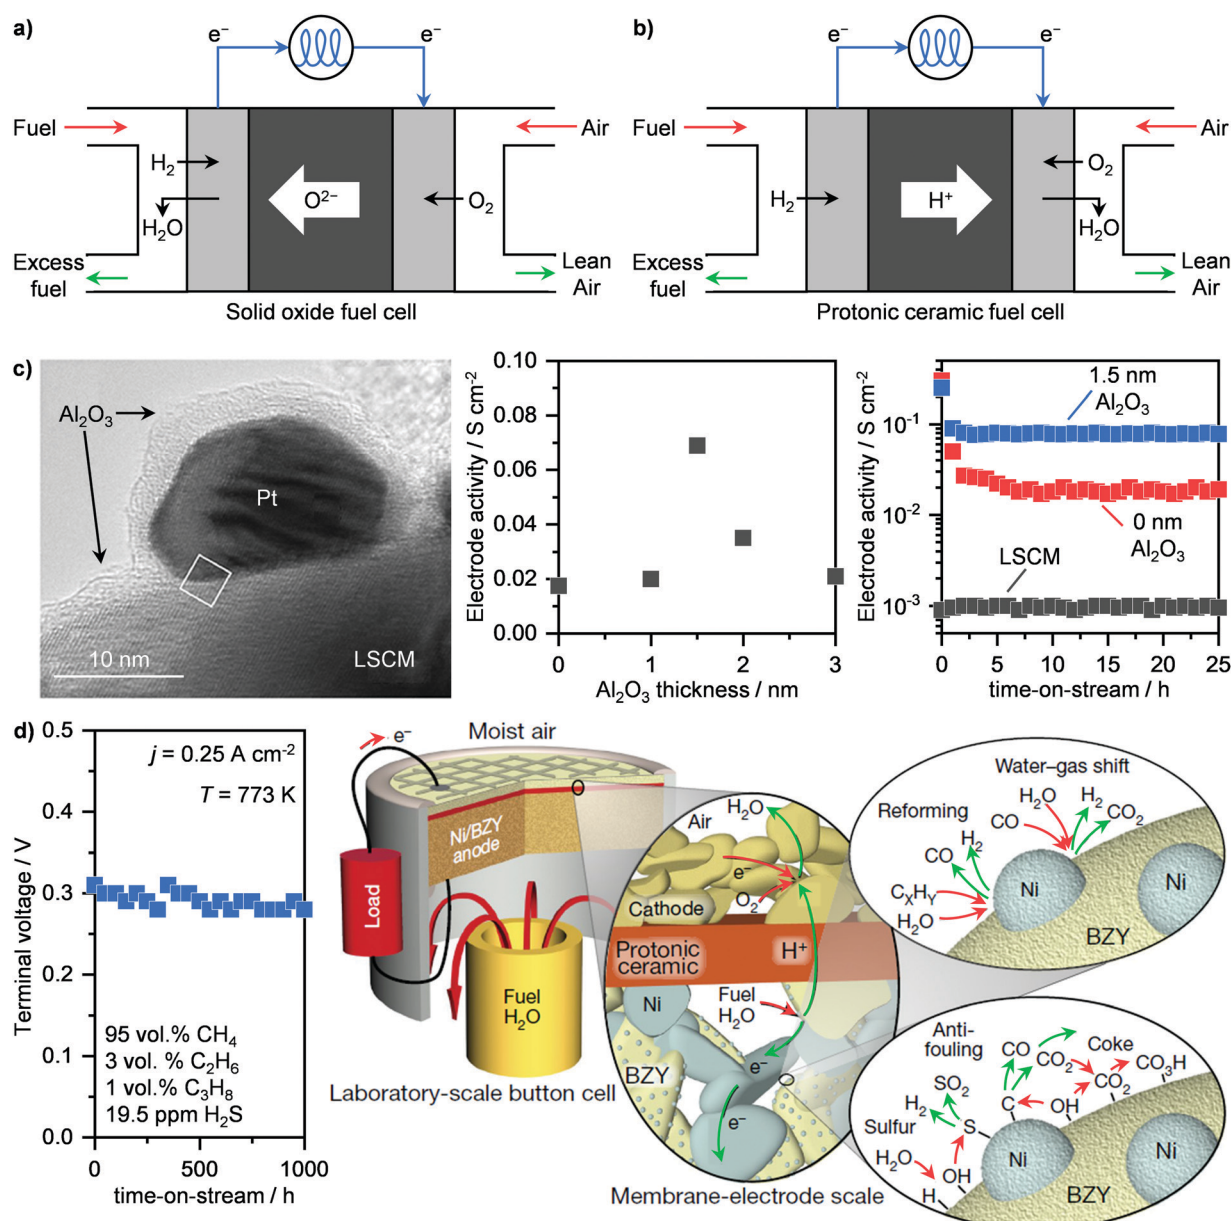 a)
e⁻
e⁻
Fuel
Air
H₂
O²⁻
O₂
H₂O
Excess
fuel
Lean
Air
Solid oxide fuel cell
b)
e⁻
e⁻
Fuel
Air
O₂
H₂
H⁺
H₂O
Excess
fuel
Lean
Air
Protonic ceramic fuel cell
c)
Al₂O₃
Pt
10 nm
LSCM
Electrode activity / S cm⁻²
0.10
0.08
0.06
0.04
0.02
0.00
0
1
2
3
Al₂O₃ thickness / nm
Electrode activity / S cm⁻²
10⁻¹
10⁻²
10⁻³
1.5 nm
Al₂O₃
0 nm
Al₂O₃
LSCM
0
5
10
15
20
25
time-on-stream / h
d)
Terminal voltage / V
0.5
0.4
0.3
0.2
0.1
0.0
j = 0.25 A cm⁻²
T = 773 K
95 vol.% CH₄
3 vol. % C₂H₆
1 vol.% C₃H₈
19.5 ppm H₂S
0
500
1000
time-on-stream / h
Moist air
e⁻
Ni/BZY
anode
Load
Fuel
H₂O
Laboratory-scale button cell
H₂O
Air
e⁻
O₂
Cathode
Protonic
ceramic
H⁺
Ni
Fuel
H₂O
BZY
e⁻
e⁻
Membrane-electrode scale
Water–gas shift
H₂O
H₂
CO₂
CO
Reforming
H₂
CO
CXHY
H₂O
Ni
Ni
BZY
Anti-
fouling
CO
CO₂
Coke
CO₃H
CO₂
SO₂
H₂
C
OH
Sulfur
S
H₂O
OH
H
Ni
Ni
BZY